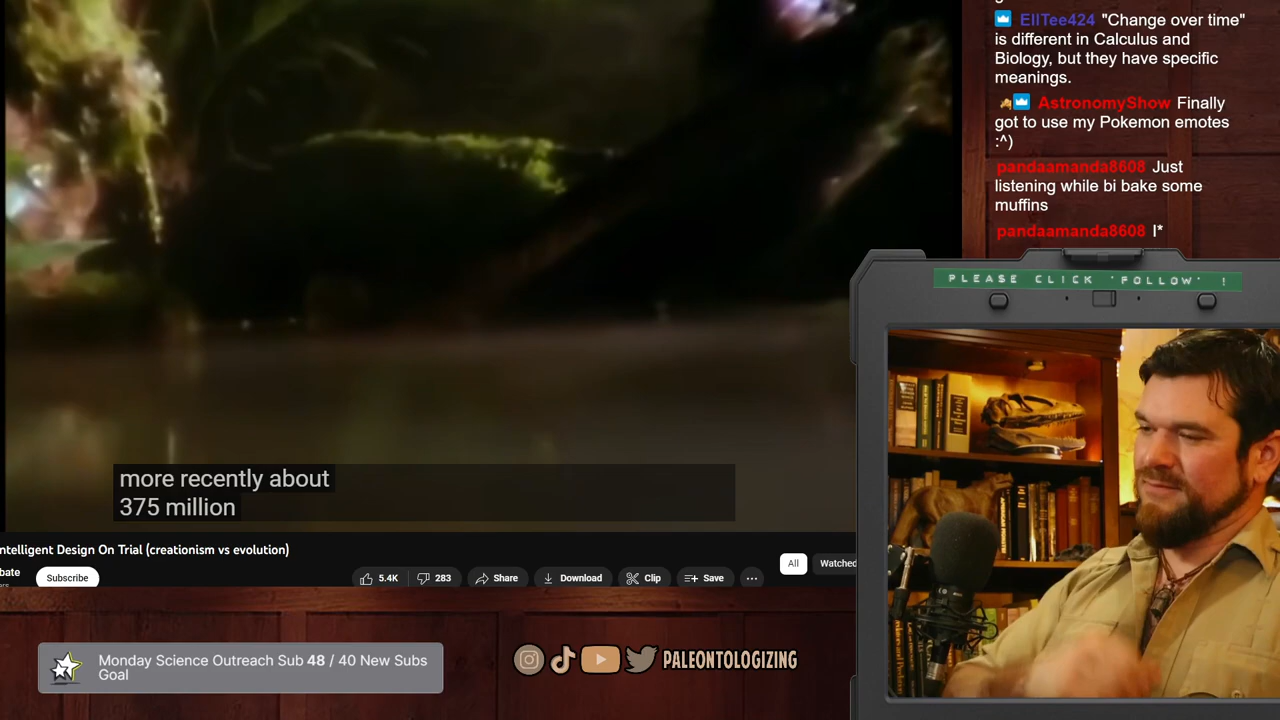 EllTee424 "Change over time"
is different in Calculus and
Biology, but they have specific
meanings.
AstronomyShow Finally
got to use my Pokemon emotes
:^)
pandaamanda8608 Just
listening while bi bake some
muffins
pandaamanda8608 I*
PLEASE CLICK 'FOLLOW' !
more recently about
375 million
ntelligent Design On Trial (creationism vs evolution)
bate
Subscribe
5.4K
283
Share
Download
Clip
Save
All
Watched
Monday Science Outreach Sub 48 / 40 New Subs
Goal
PALEONTOLOGIZING